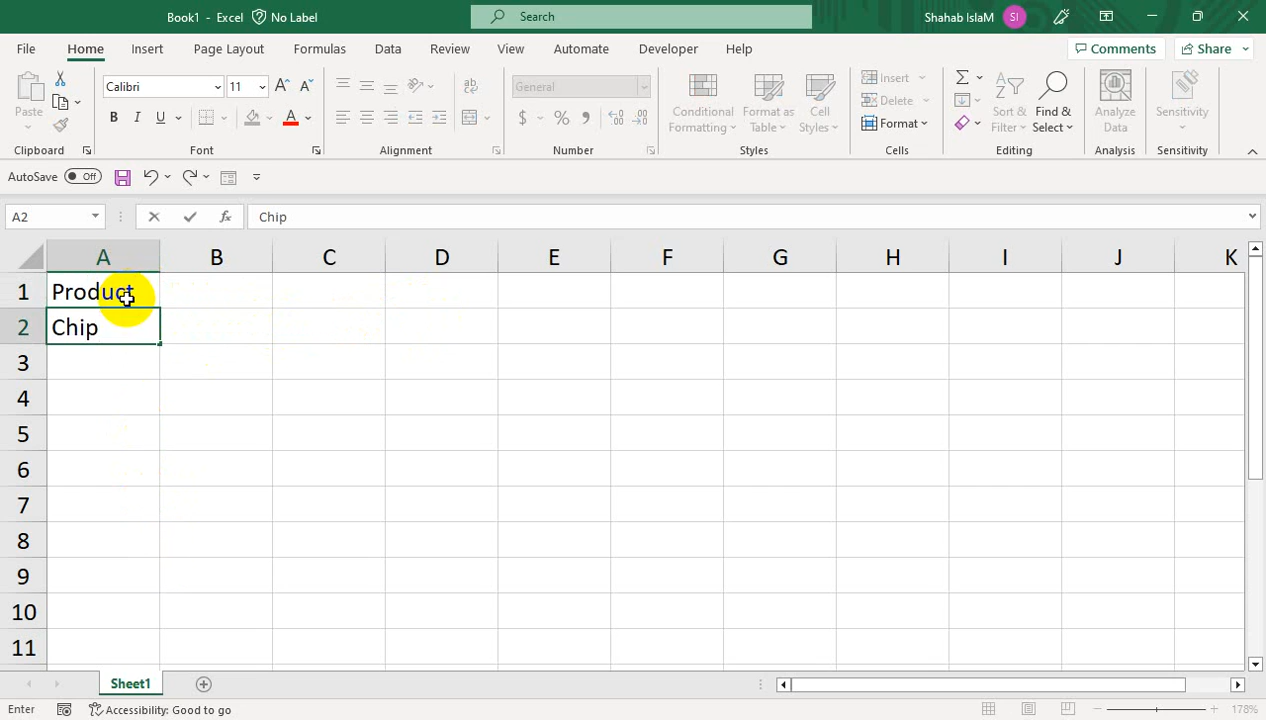 Book1 - Excel
No Label
Search
Shahab IslaM
SI
File Home Insert Page Layout Formulas Data Review View Automate Developer Help
Comments
Share
Paste
Clipboard
Calibri
11
B I U
A
Font
Alignment
General
$ % ,
Number
Conditional Formatting
Format as Table
Cell Styles
Styles
Insert
Delete
Format
Cells
Sort & Filter
Find & Select
Editing
Analyze Data
Analysis
Sensitivity
Sensitivity
AutoSave Off
A2
fx
Chip
A B C D E F G H I J K
1 Product
2 Chip
3
4
5
6
7
8
9
10
11
Sheet1
Enter
Accessibility: Good to go
178%